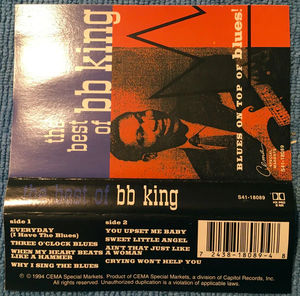 the best of bb king
BLUES ON TOP OF blues!
Cema
S41-18089
the best of bb king
S41-18089
side 1
EVERYDAY
(I HAVE THE BLUES)
THREE O'CLOCK BLUES
WHEN MY HEART BEATS
LIKE A HAMMER
WHY I SING THE BLUES
side 2
YOU UPSET ME BABY
SWEET LITTLE ANGEL
AIN'T THAT JUST LIKE
A WOMAN
CRYING WON'T HELP YOU
2438-18089-4 8
© 1994 CEMA Special Markets. Product of CEMA Special Markets, a division of Capitol Records, Inc.
All rights reserved. Unauthorized duplication is a violation of applicable laws.